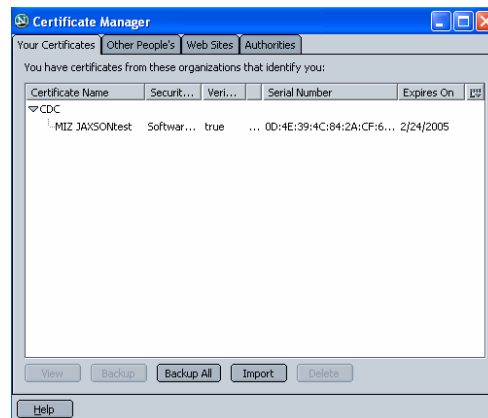 Certificate Manager
Your Certificates Other People's Web Sites Authorities
You have certificates from these organizations that identify you:
Certificate Name Securit... Veri... Serial Number Expires On
CDC
MIZ JAXSONtest Softwar... true ... 0D:4E:39:4C:84:2A:CF:6... 2/24/2005
View Backup Backup All Import Delete
Help